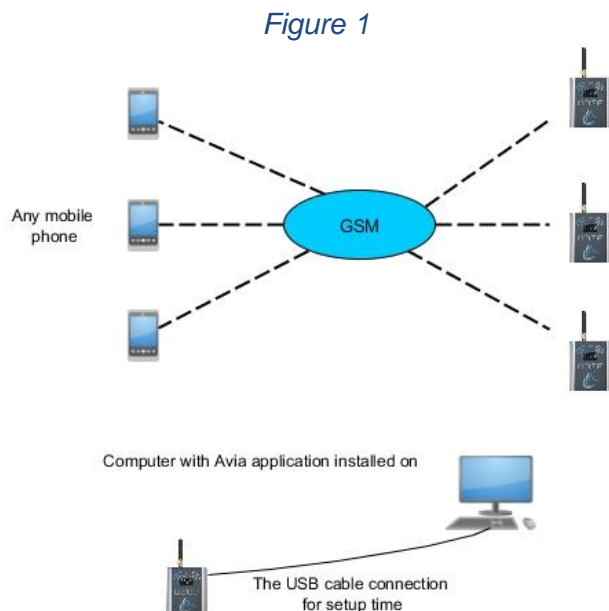 Figure 1
Any mobile
phone
GSM
Computer with Avia application installed on
The USB cable connection
for setup time